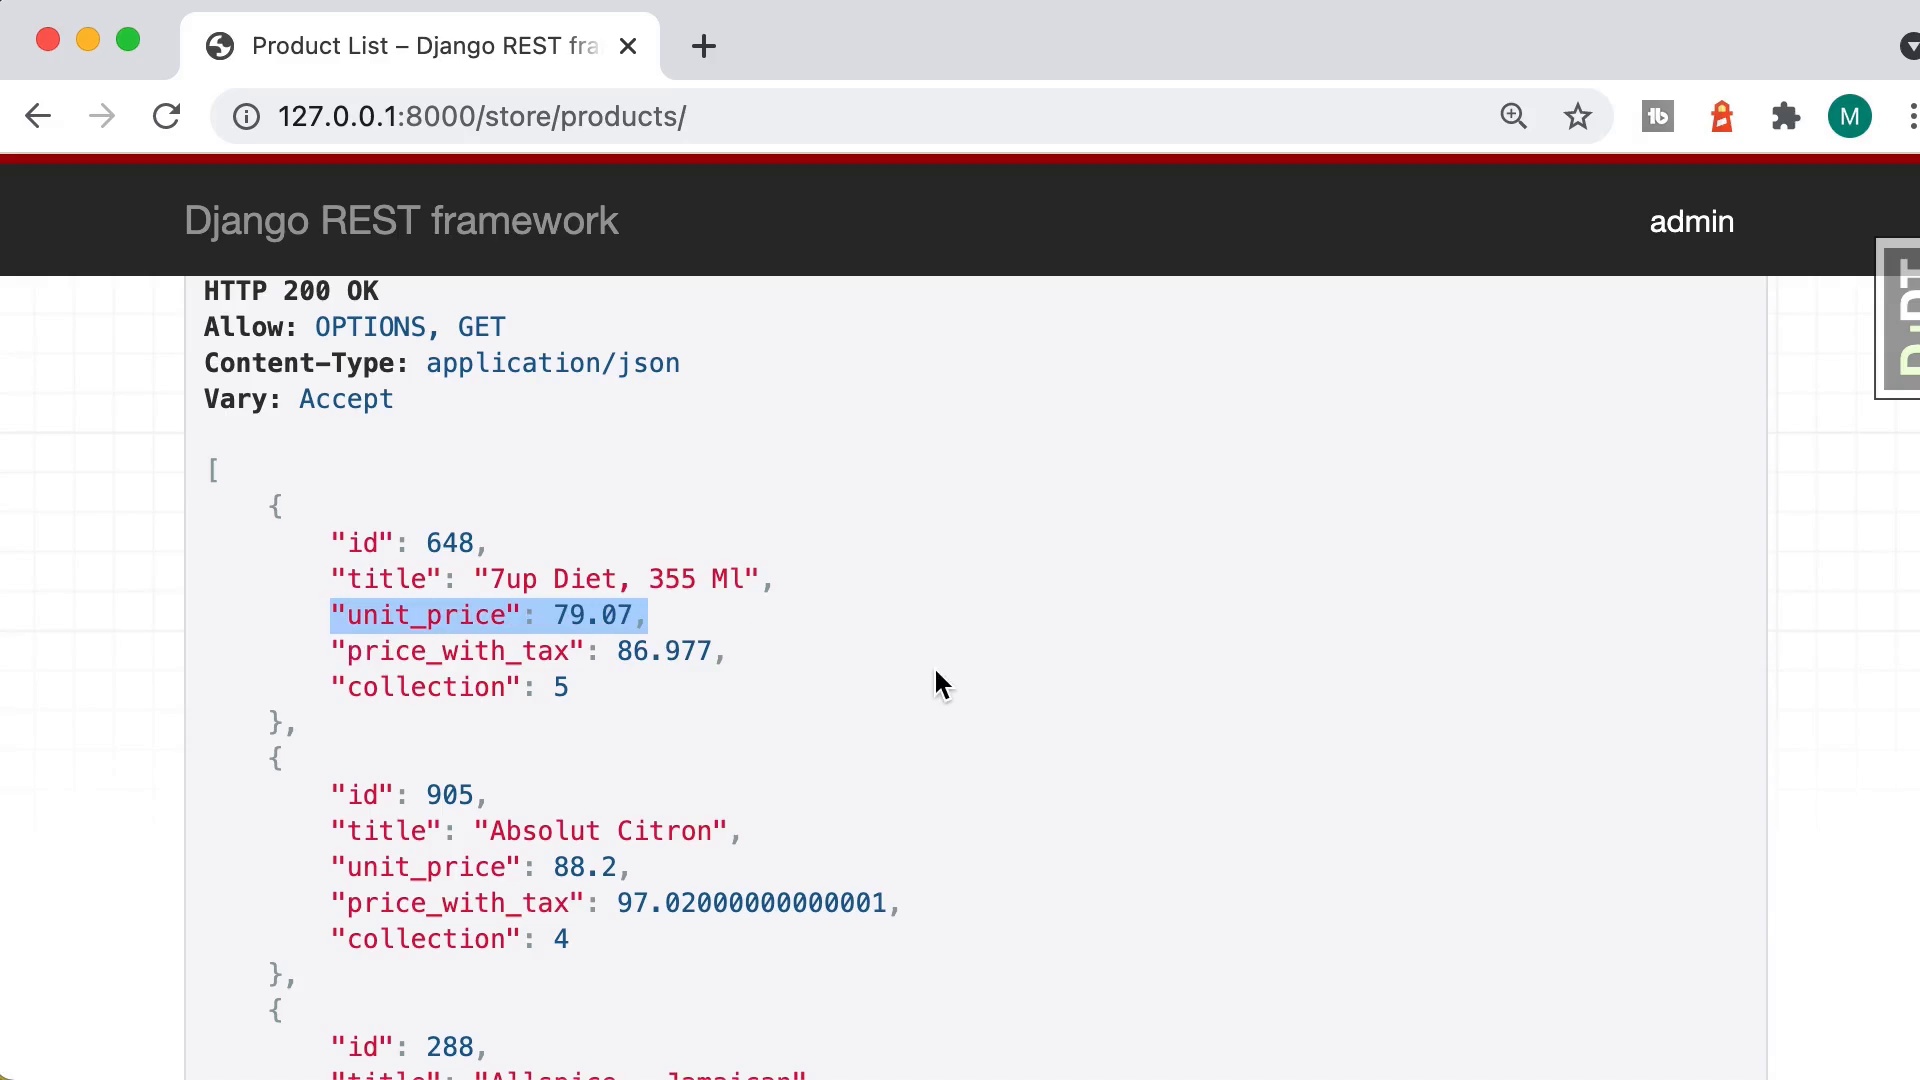 Product List – Django REST fra
127.0.0.1:8000/store/products/
M
Django REST framework
admin
HTTP 200 OK
Allow: OPTIONS, GET
Content-Type: application/json
Vary: Accept
[
{
"id": 648,
"title": "7up Diet, 355 Ml",
"unit_price": 79.07,
"price_with_tax": 86.977,
"collection": 5
},
{
"id": 905,
"title": "Absolut Citron",
"unit_price": 88.2,
"price_with_tax": 97.02000000000001,
"collection": 4
},
{
"id": 288,
"title": "Allspice - Jamaican"